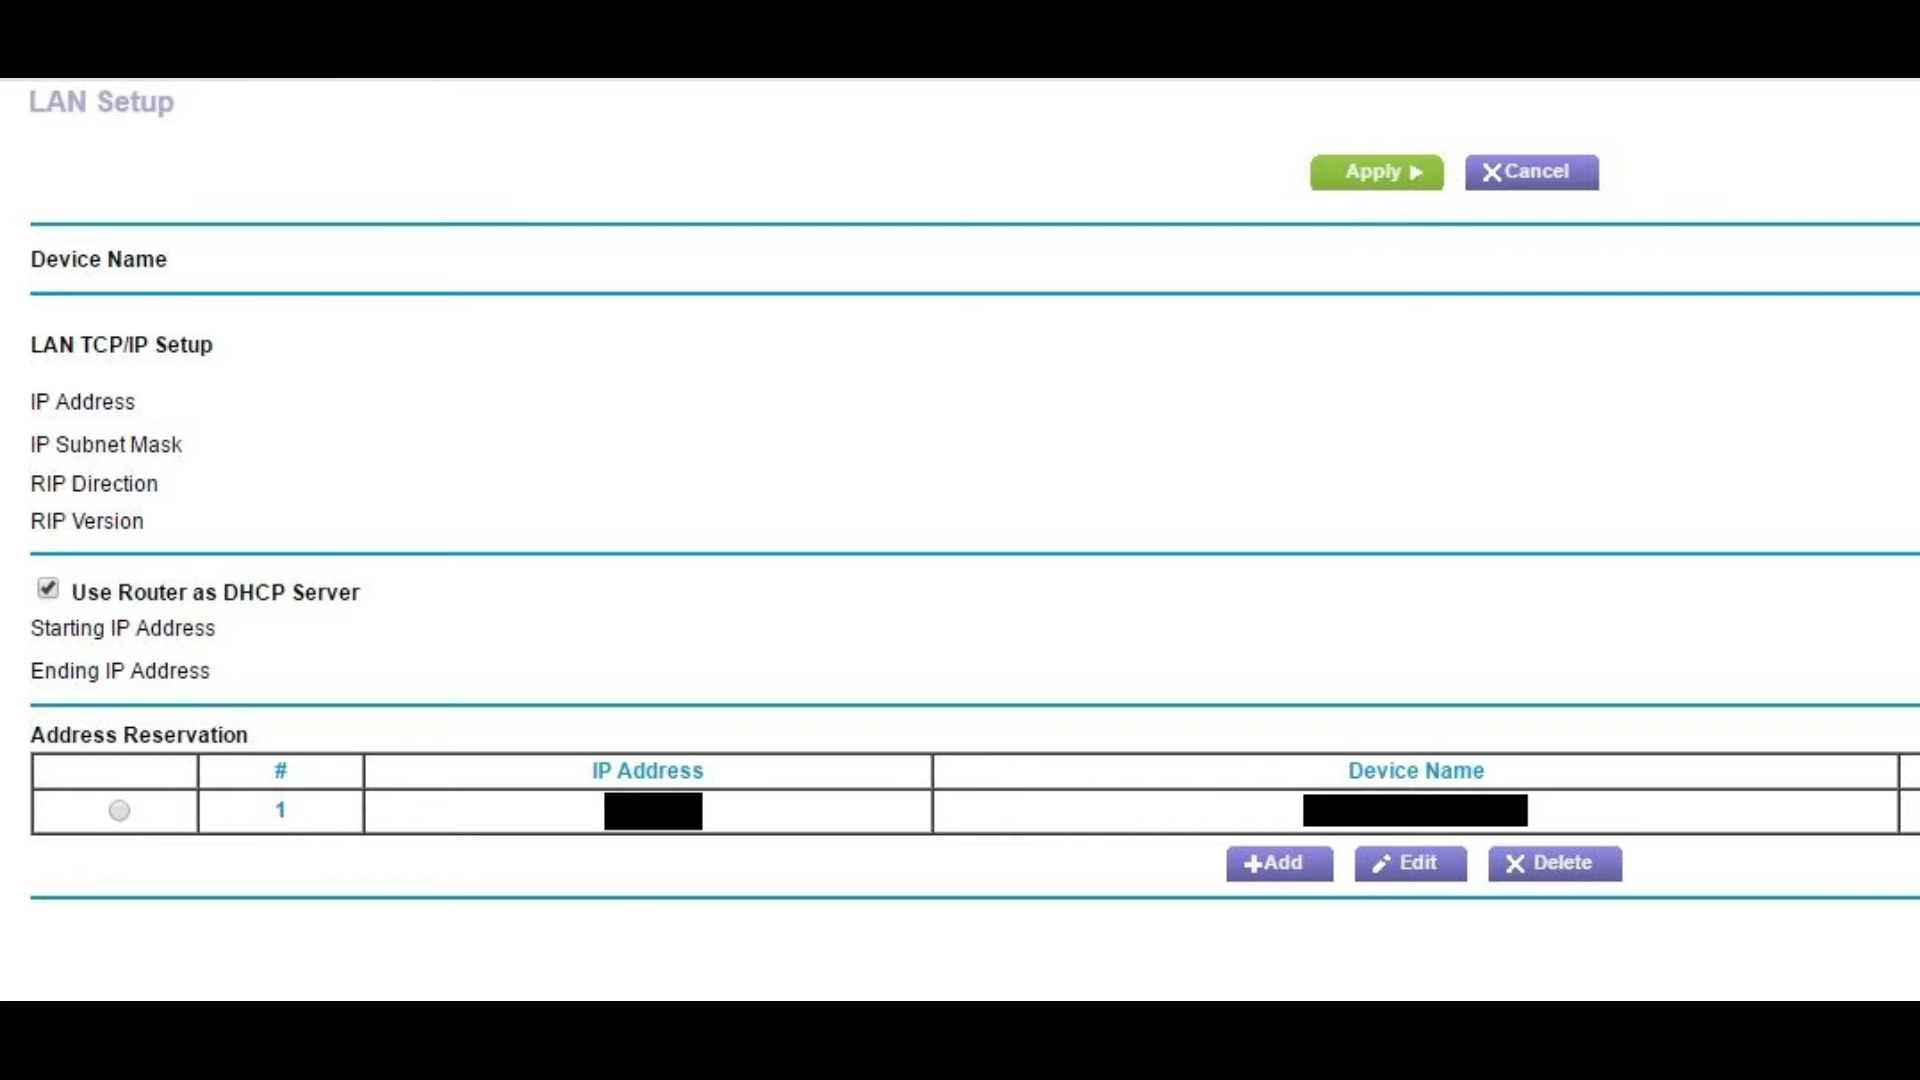 LAN Setup
Apply
Cancel
Device Name
LAN TCP/IP Setup
IP Address
IP Subnet Mask
RIP Direction
RIP Version
Use Router as DHCP Server
Starting IP Address
Ending IP Address
Address Reservation
# IP Address Device Name
1
Add Edit Delete